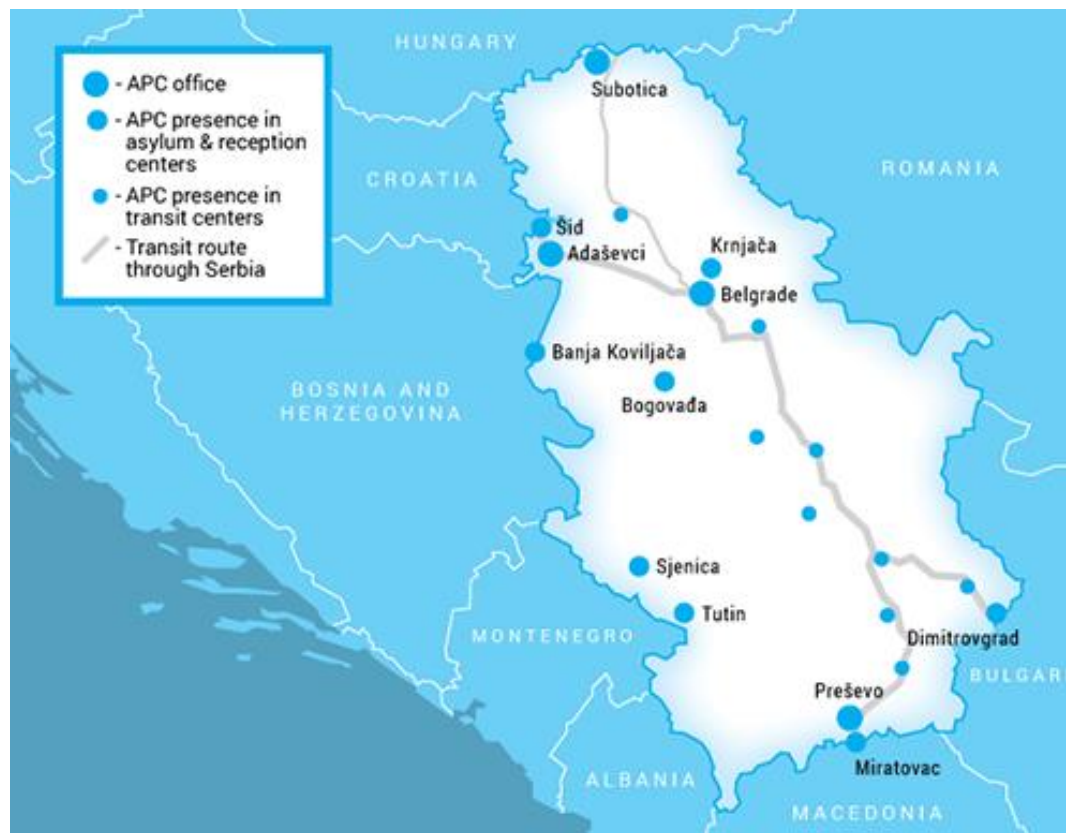 HUNGARY
- APC office
- APC presence in
asylum & reception
centers
- APC presence in
transit centers
- Transit route
through Serbia
Subotica
ROMANIA
CROATIA
Šid
Adaševci
Krnjača
Belgrade
Banja Koviljača
BOSNIA AND
HERZEGOVINA
Bogovađa
Sjenica
Tutin
MONTENEGRO
Dimitrovgrad
BULGARI
Preševo
Miratovac
ALBANIA
MACEDONIA